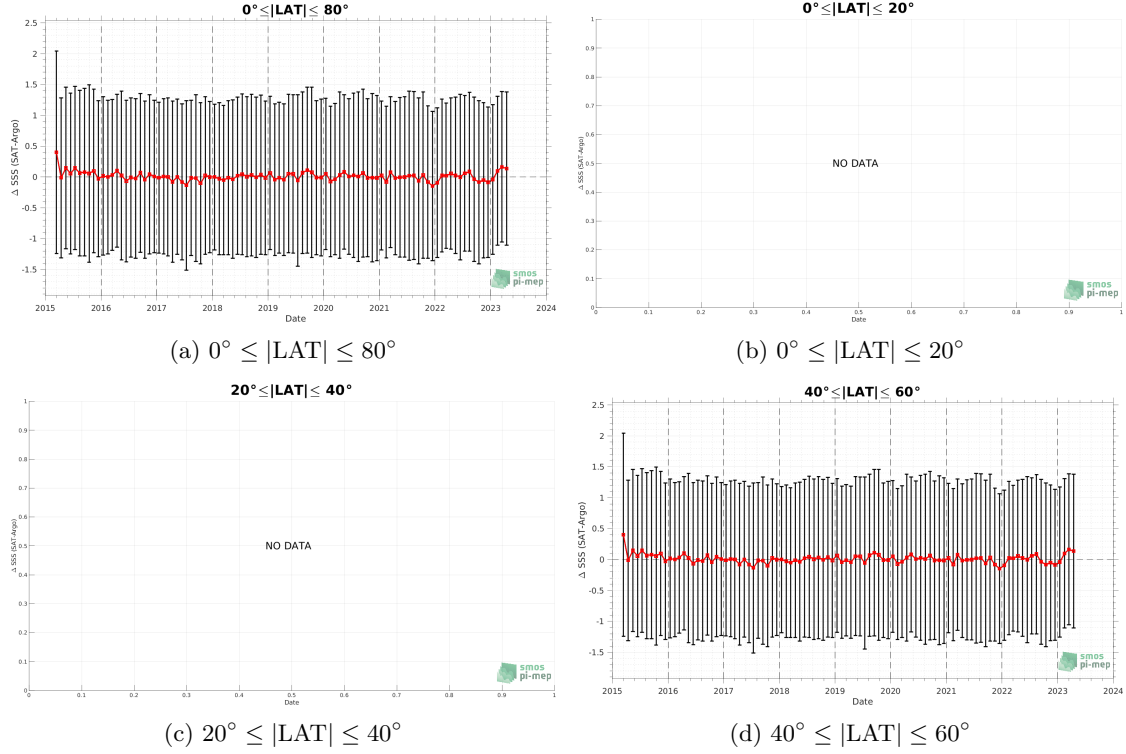 0°≤|LAT|≤ 80°
2.5
2
1.5
1
0.5
0
-0.5
-1
-1.5
Δ SSS (SAT-Argo)
2015 2016 2017 2018 2019 2020 2021 2022 2023 2024
Date
smos
pi-mep
(a) 0° ≤ |LAT| ≤ 80°
0°≤|LAT|≤ 20°
1
0.9
0.8
0.7
0.6
0.5
0.4
0.3
0.2
0.1
0
Δ SSS (SAT-Argo)
NO DATA
0 0.1 0.2 0.3 0.4 0.5 0.6 0.7 0.8 0.9 1
Date
smos
pi-mep
(b) 0° ≤ |LAT| ≤ 20°
20°≤|LAT|≤ 40°
1
0.9
0.8
0.7
0.6
0.5
0.4
0.3
0.2
0.1
0
Δ SSS (SAT-Argo)
NO DATA
0 0.1 0.2 0.3 0.4 0.5 0.6 0.7 0.8 0.9 1
Date
smos
pi-mep
(c) 20° ≤ |LAT| ≤ 40°
40°≤|LAT|≤ 60°
2.5
2
1.5
1
0.5
0
-0.5
-1
-1.5
Δ SSS (SAT-Argo)
2015 2016 2017 2018 2019 2020 2021 2022 2023 2024
Date
smos
pi-mep
(d) 40° ≤ |LAT| ≤ 60°